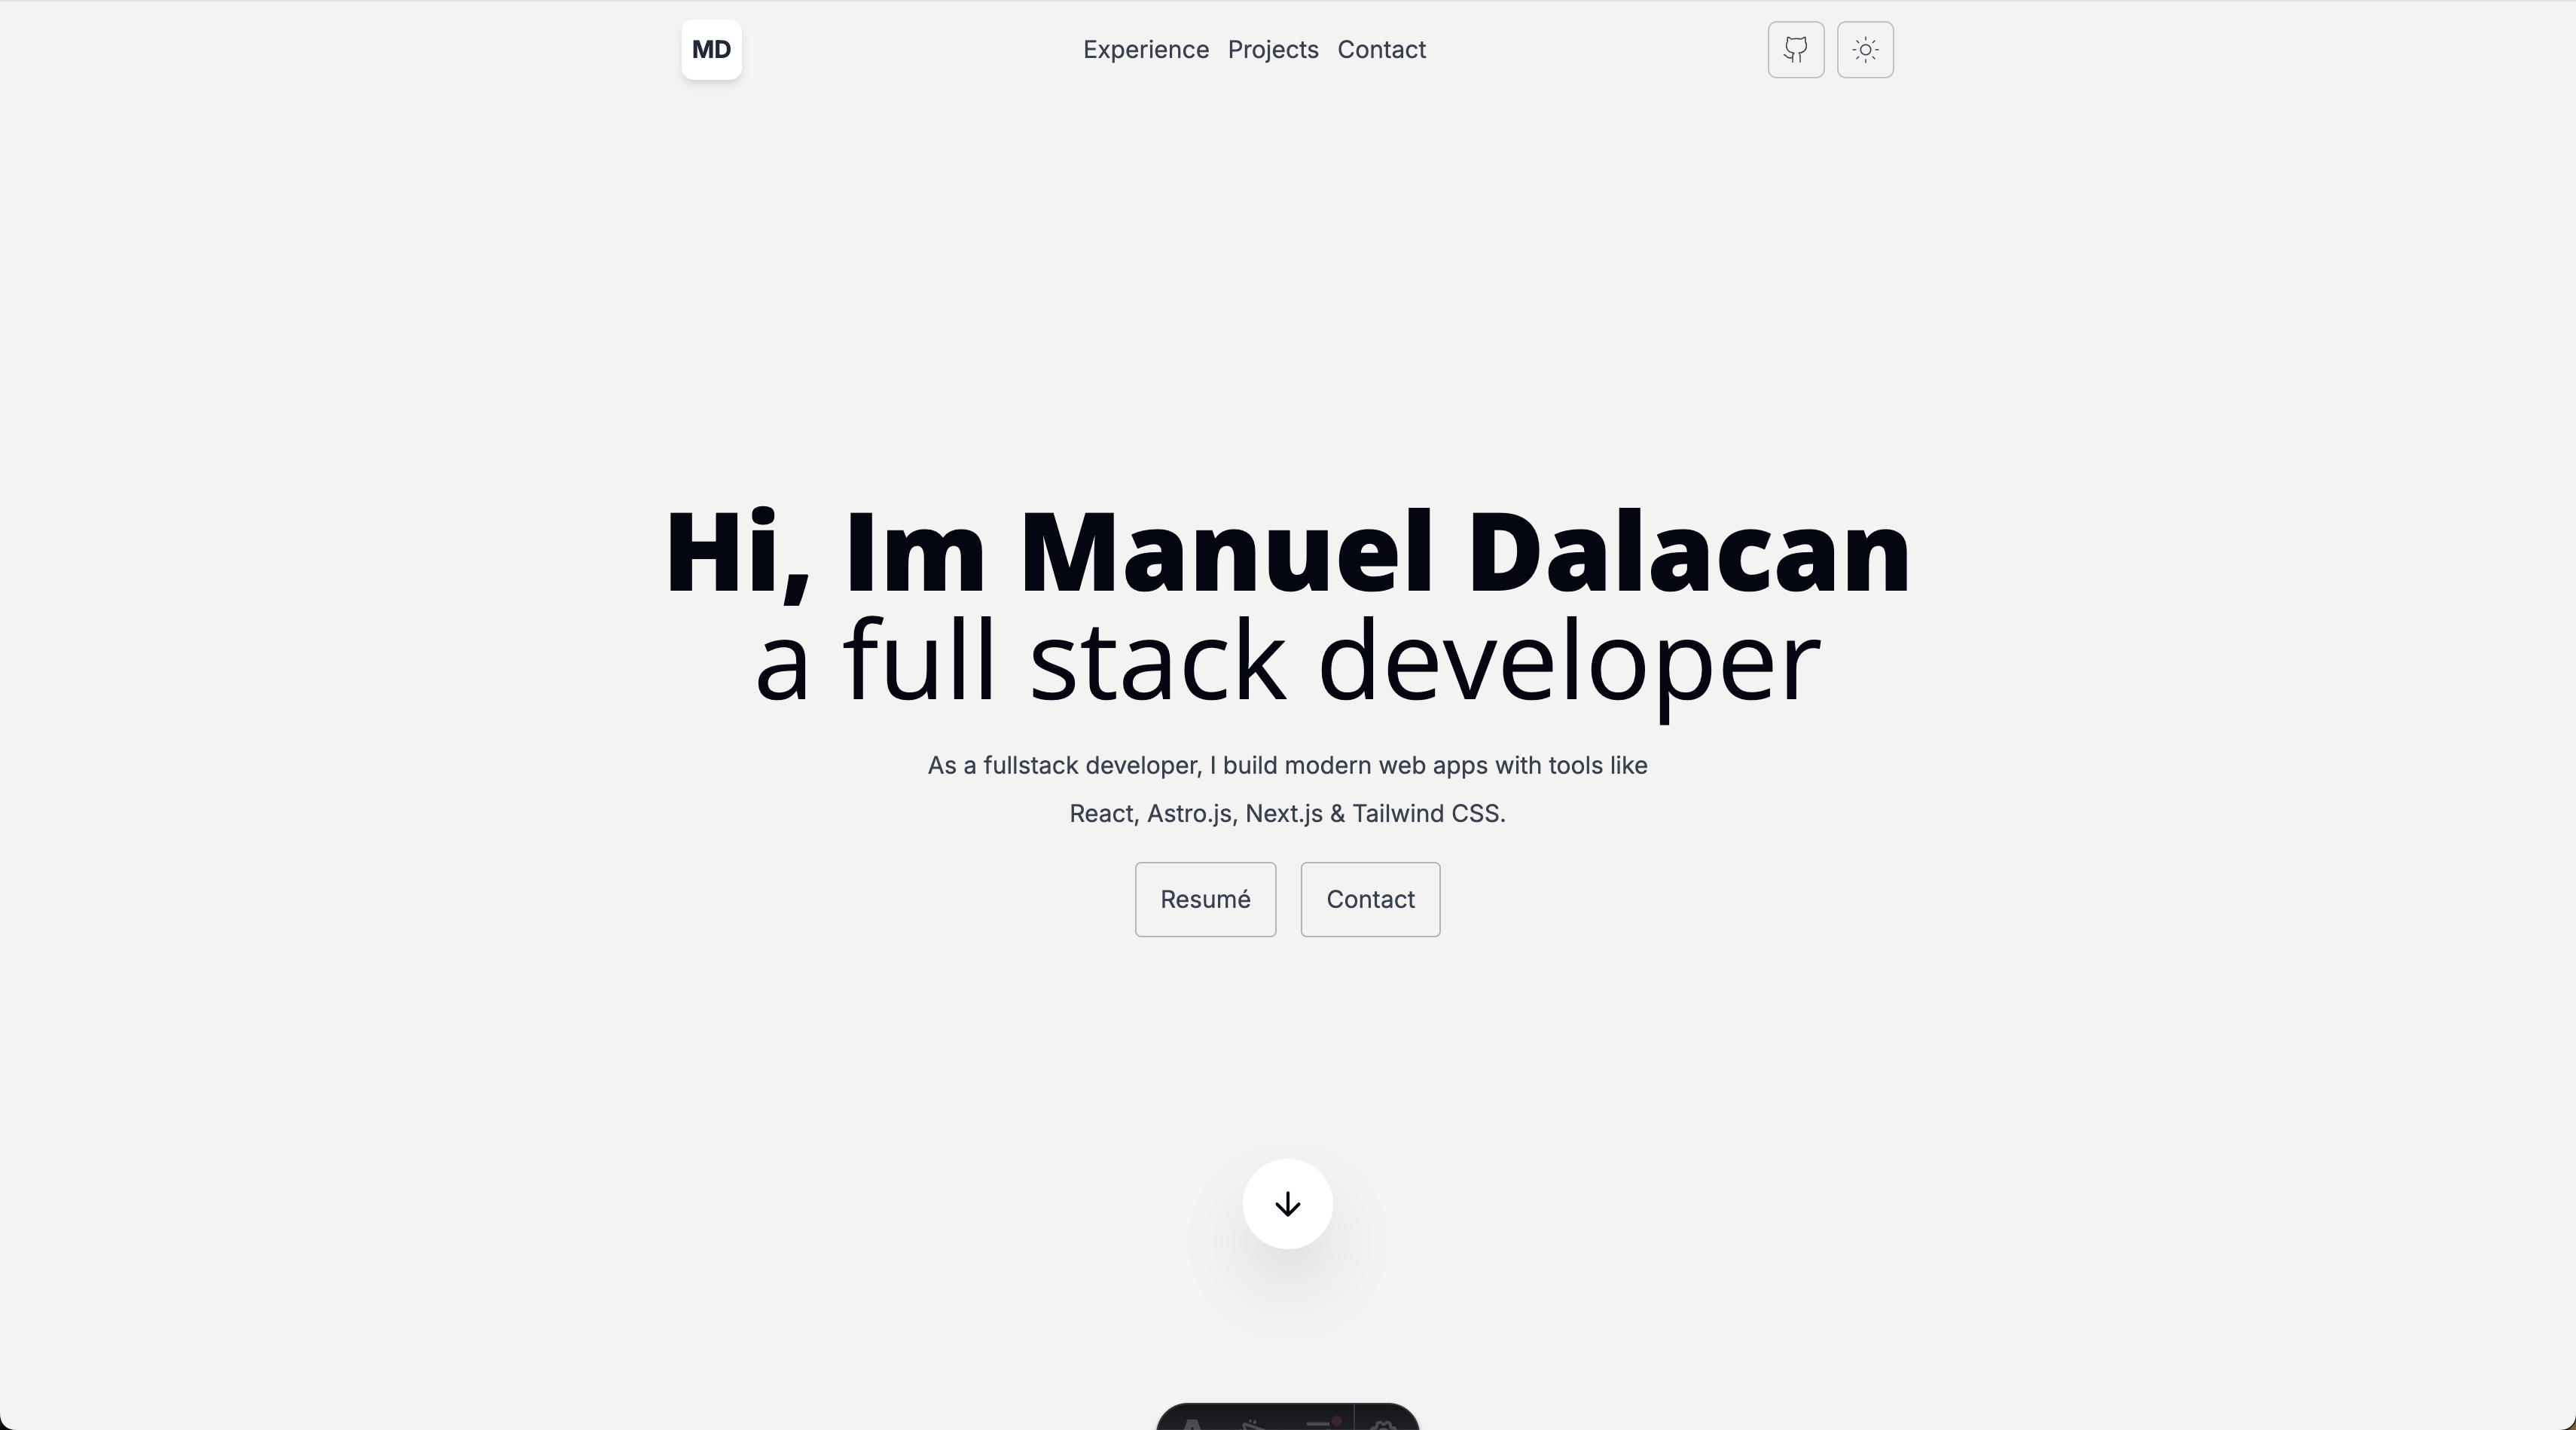 MD
Experience Projects Contact
Hi, Im Manuel Dalacan
a full stack developer
As a fullstack developer, I build modern web apps with tools like
React, Astro.js, Next.js & Tailwind CSS.
Resumé Contact